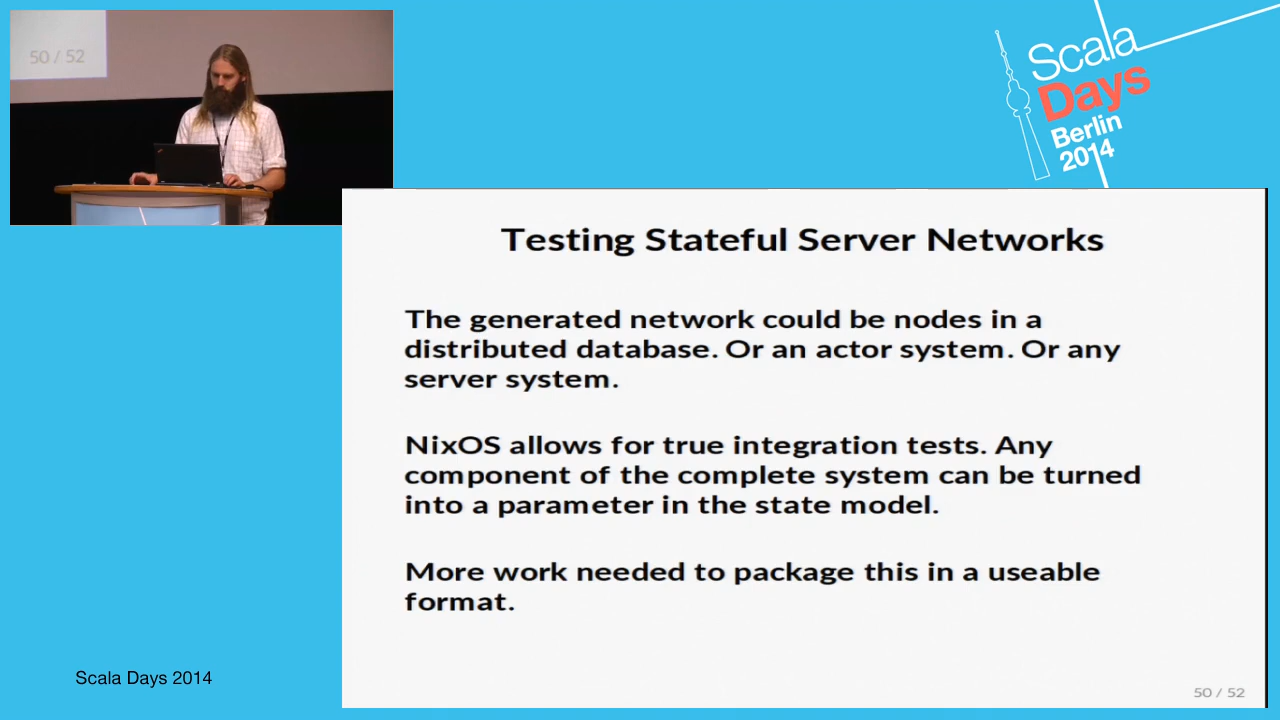 50 / 52
Scala
Days
Berlin
2014
Testing Stateful Server Networks
The generated network could be nodes in a
distributed database. Or an actor system. Or any
server system.
NixOS allows for true integration tests. Any
component of the complete system can be turned
into a parameter in the state model.
More work needed to package this in a useable
format.
50 / 52
Scala Days 2014